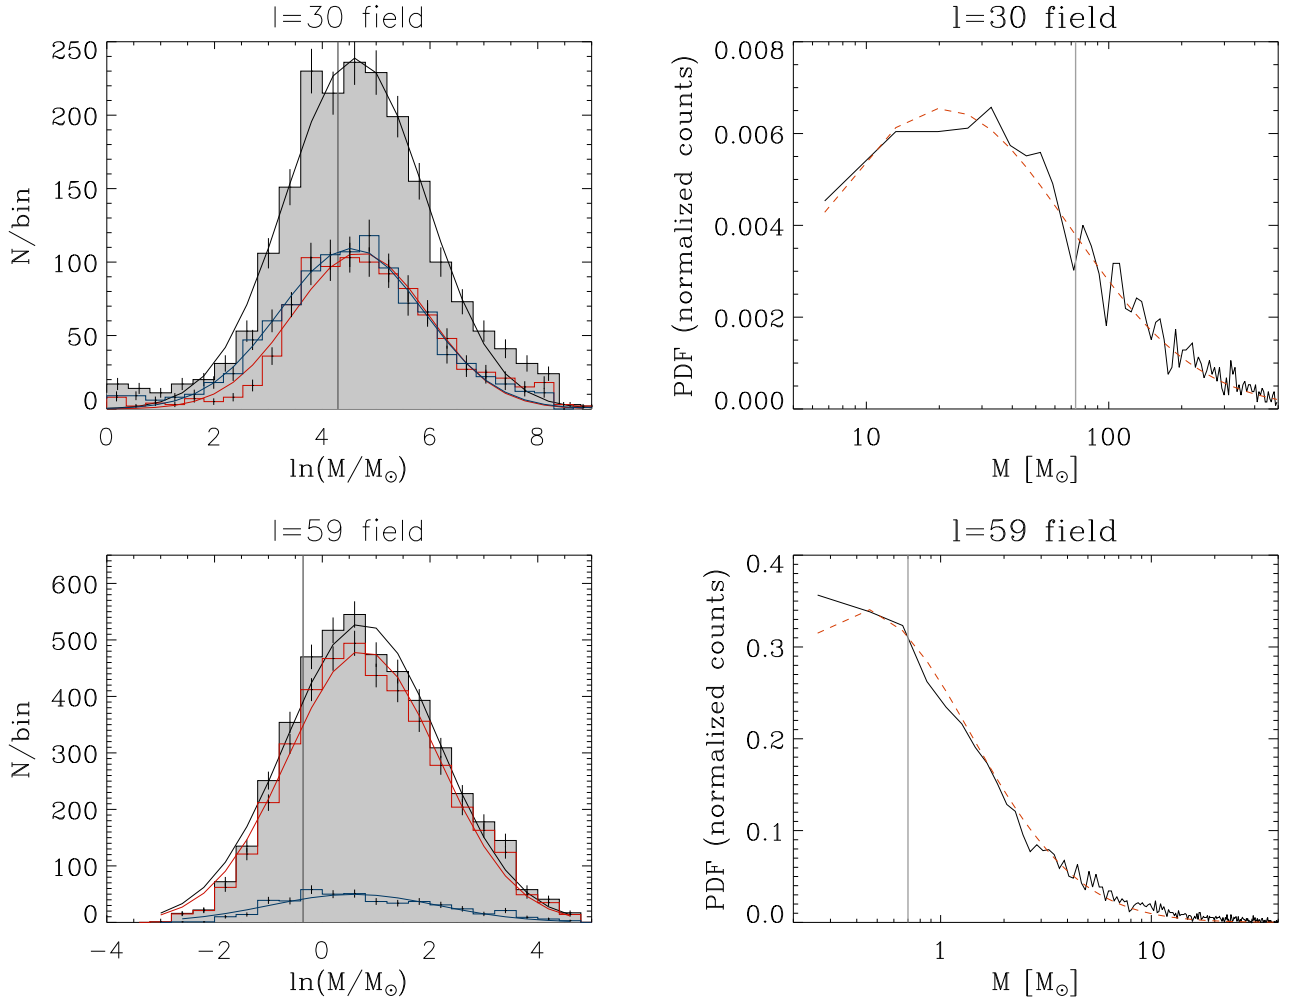 l=30 field
250
200
150
100
50
0
N/bin
0 2 4 6 8
ln(M/M⊙)
l=30 field
0.008
0.006
0.004
0.002
0.000
PDF (normalized counts)
10 100
M [M⊙]
l=59 field
600
500
400
300
200
100
0
N/bin
−4 −2 0 2 4
ln(M/M⊙)
l=59 field
0.4
0.3
0.2
0.1
0.0
PDF (normalized counts)
1 10
M [M⊙]